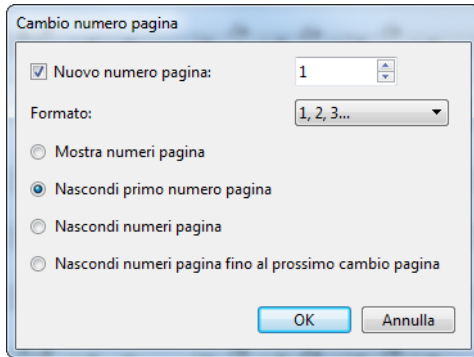 Cambio numero pagina
Nuovo numero pagina: 1
Formato: 1, 2, 3...
Mostra numeri pagina
Nascondi primo numero pagina
Nascondi numeri pagina
Nascondi numeri pagina fino al prossimo cambio pagina
OK Annulla